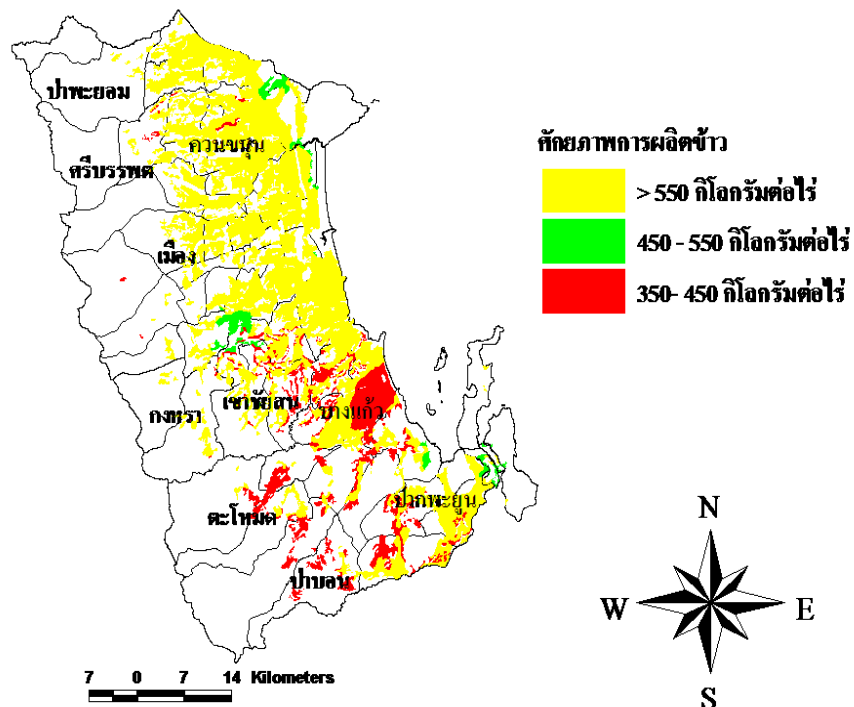 ป่าพะยอม
ควนขนุน
ศรีบรรพต
เมือง
เขาชัยสน
กงหรา
บางแก้ว
ปากพะยูน
ตะโหมด
ป่าบอน
ศักยภาพการผลิตข้าว
> 550 กิโลกรัมต่อไร่
450 - 550 กิโลกรัมต่อไร่
350- 450 กิโลกรัมต่อไร่
N
W
E
S
7 0 7 14 Kilometers